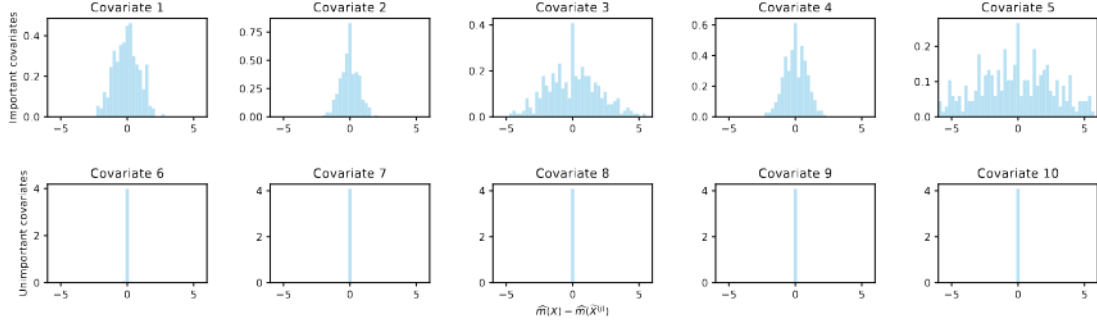 Covariate 1 Covariate 2 Covariate 3 Covariate 4 Covariate 5
Important covariates
0.4 0.75 0.4 0.6 0.2
0.2 0.50 0.2 0.4 0.1
0.25 0.2
0.0 0.00 0.0 0.0 0.0
−5 0 5 −5 0 5 −5 0 5 −5 0 5 −5 0 5
Covariate 6 Covariate 7 Covariate 8 Covariate 9 Covariate 10
Unimportant covariates
4 4 4 4 4
2 2 2 2 2
0 0 0 0 0
−5 0 5 −5 0 5 −5 0 5 −5 0 5 −5 0 5
m̂(X) − m̂(X̃⁽ʲ⁾)